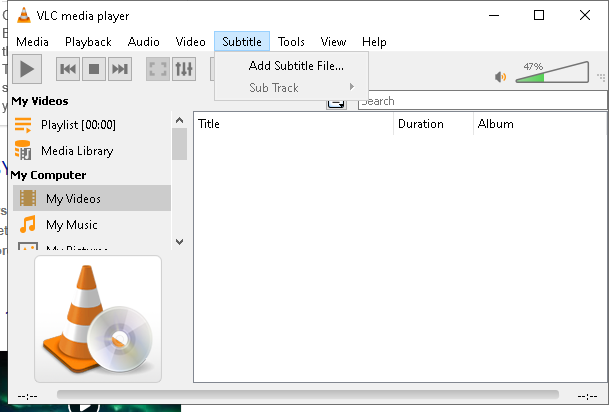 VLC media player
Media Playback Audio Video Subtitle Tools View Help
Add Subtitle File...
Sub Track
47%
My Videos
Search
Playlist [00:00]
Title Duration Album
Media Library
My Computer
My Videos
My Music
My Pictures
--:-- --:--